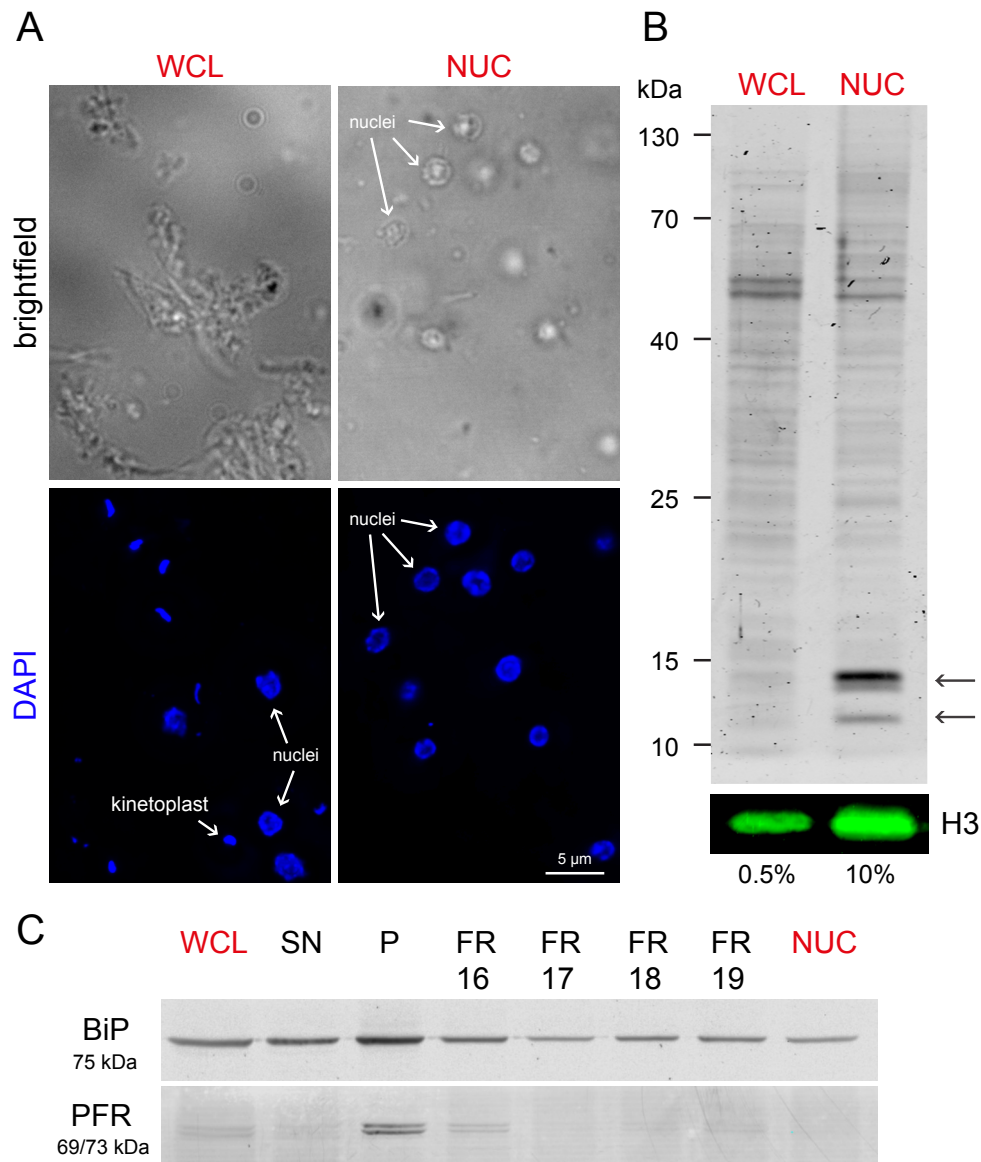 A
WCL
NUC
brightfield
nuclei
DAPI
nuclei
nuclei
kinetoplast
5 µm
B
kDa
WCL
NUC
130
70
40
25
15
10
H3
0.5%
10%
C
WCL
SN
P
FR
16
FR
17
FR
18
FR
19
NUC
BiP
75 kDa
PFR
69/73 kDa